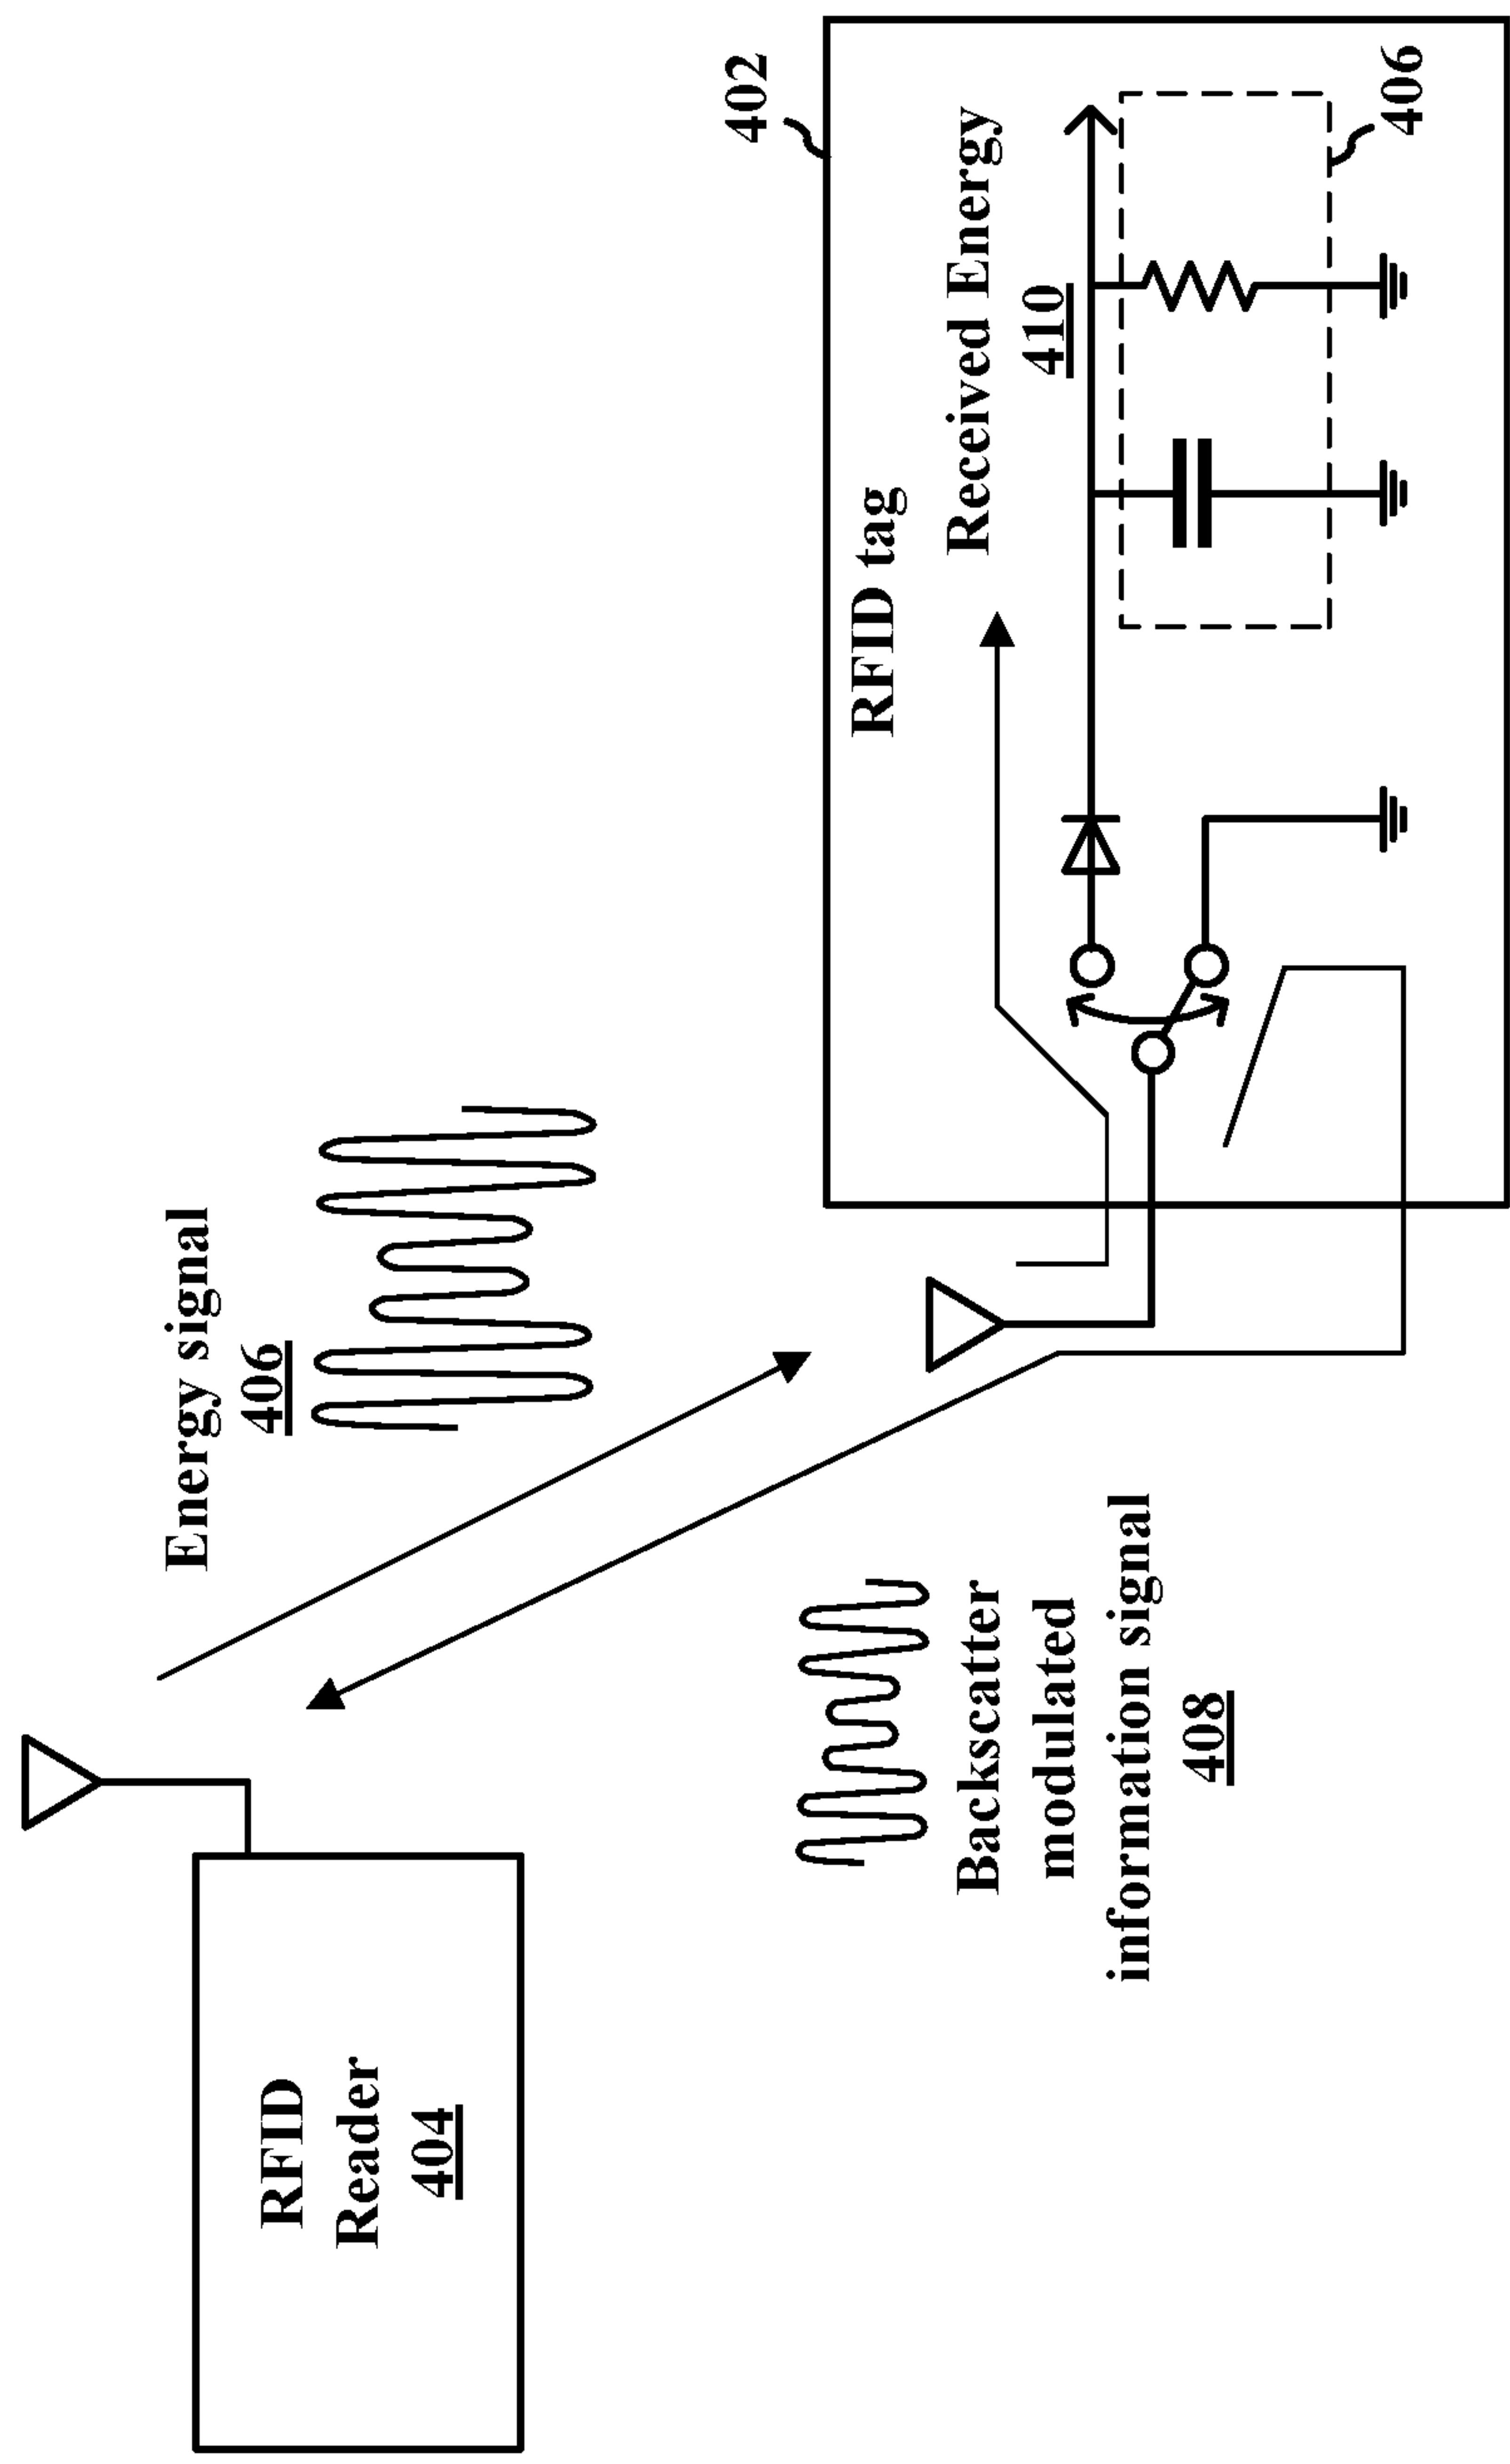 Energy signal
406
RFID
Reader
404
Backscatter
modulated
information signal
408
402
RFID tag
Received Energy
410
406